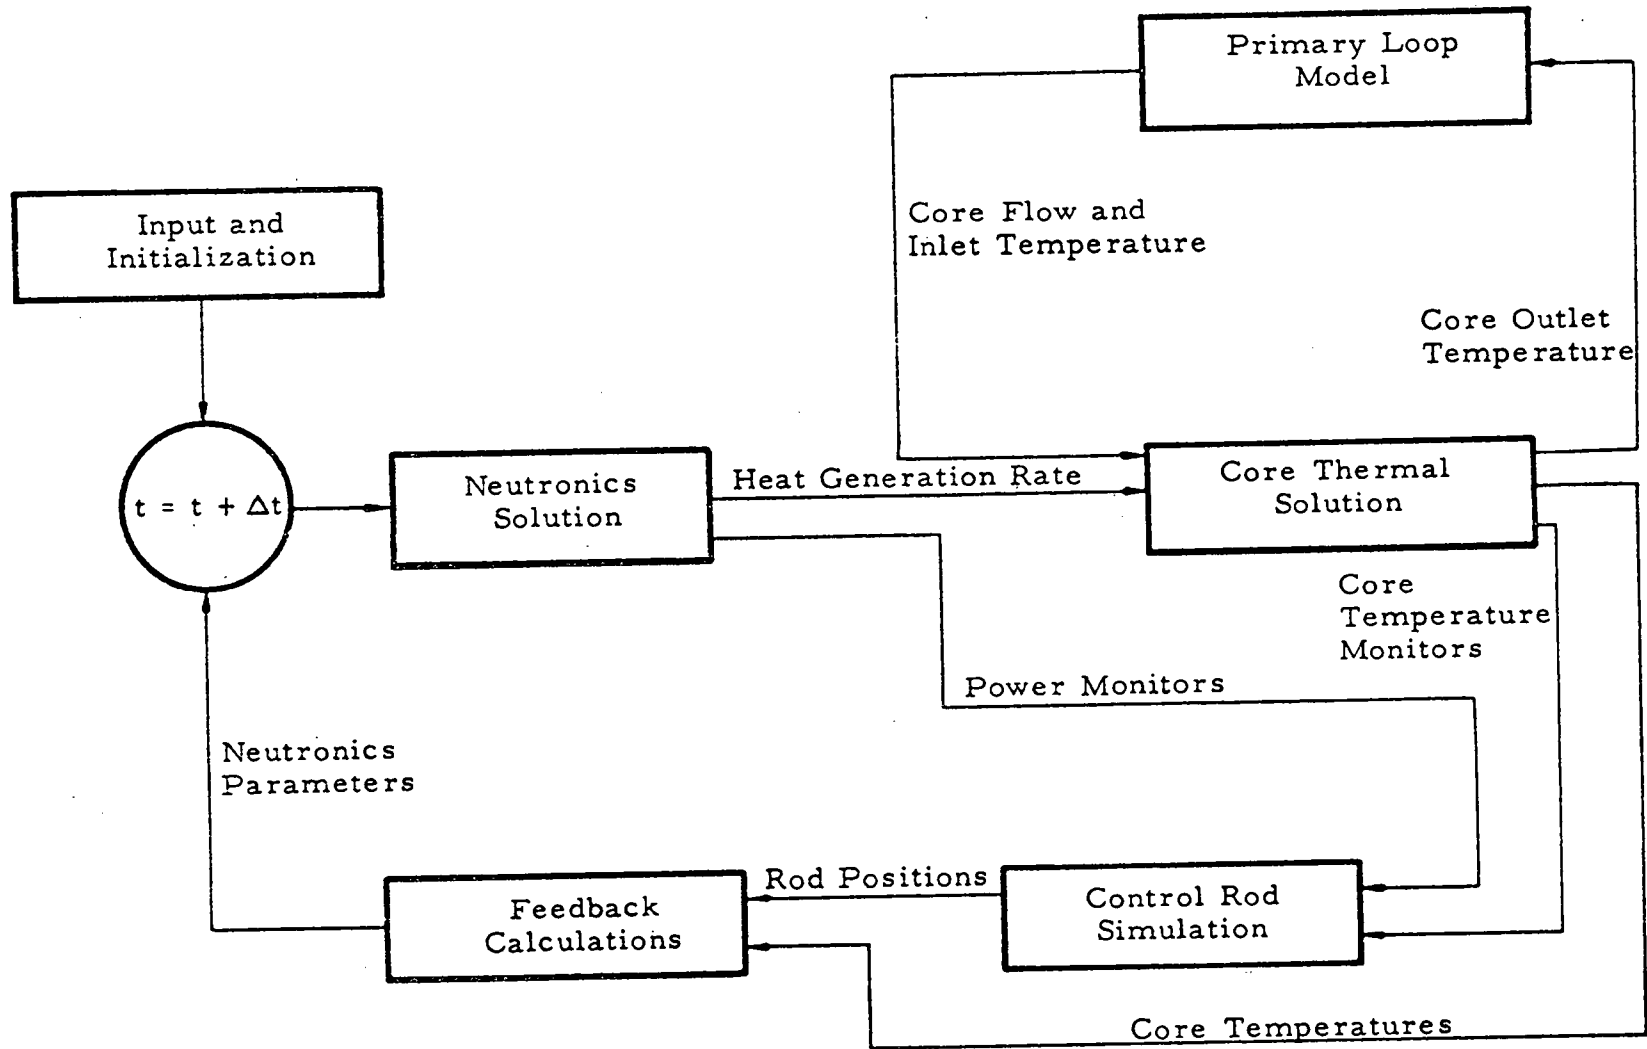 Primary Loop
Model
Input and
Initialization
Core Flow and
Inlet Temperature
Core Outlet
Temperature
t = t + Δt
Neutronics
Solution
Heat Generation Rate
Core Thermal
Solution
Core
Temperature
Monitors
Power Monitors
Neutronics
Parameters
Feedback
Calculations
Rod Positions
Control Rod
Simulation
Core Temperatures